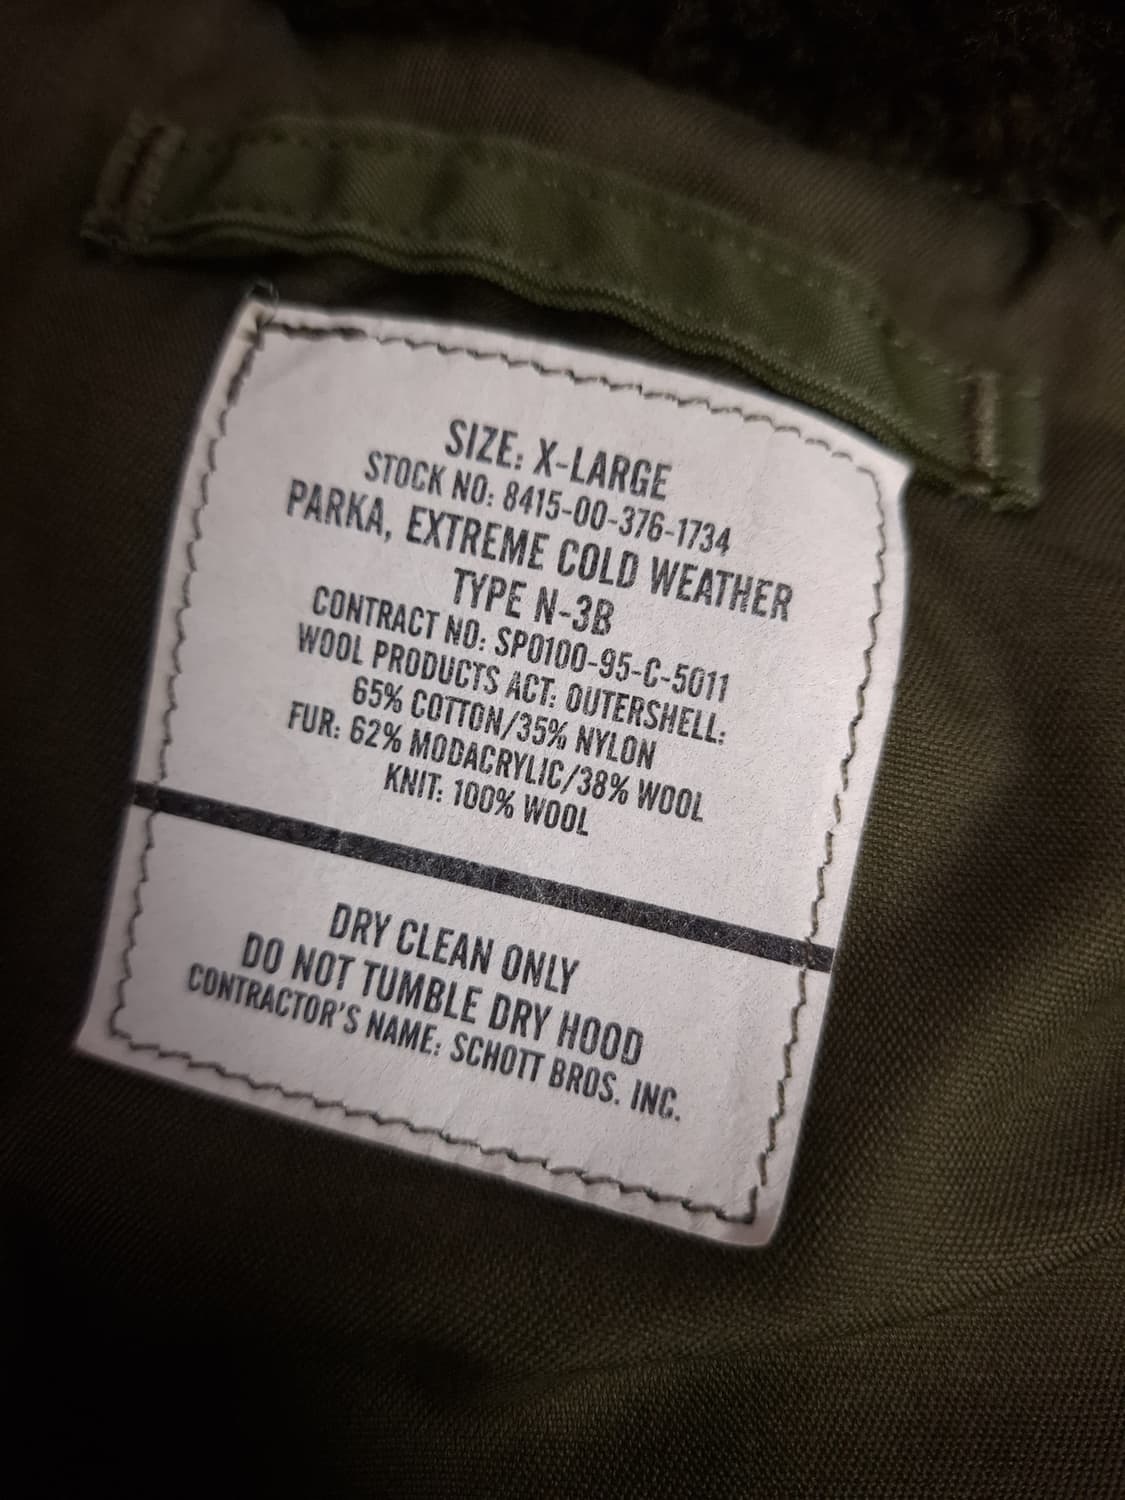 SIZE: X-LARGE
STOCK NO: 8415-00-376-1734
PARKA, EXTREME COLD WEATHER
TYPE N-3B
CONTRACT NO: SP0100-95-C-5011
WOOL PRODUCTS ACT: OUTERSHELL:
65% COTTON/35% NYLON
FUR: 62% MODACRYLIC/38% WOOL
KNIT: 100% WOOL
DRY CLEAN ONLY
DO NOT TUMBLE DRY HOOD
CONTRACTOR'S NAME: SCHOTT BROS. INC.